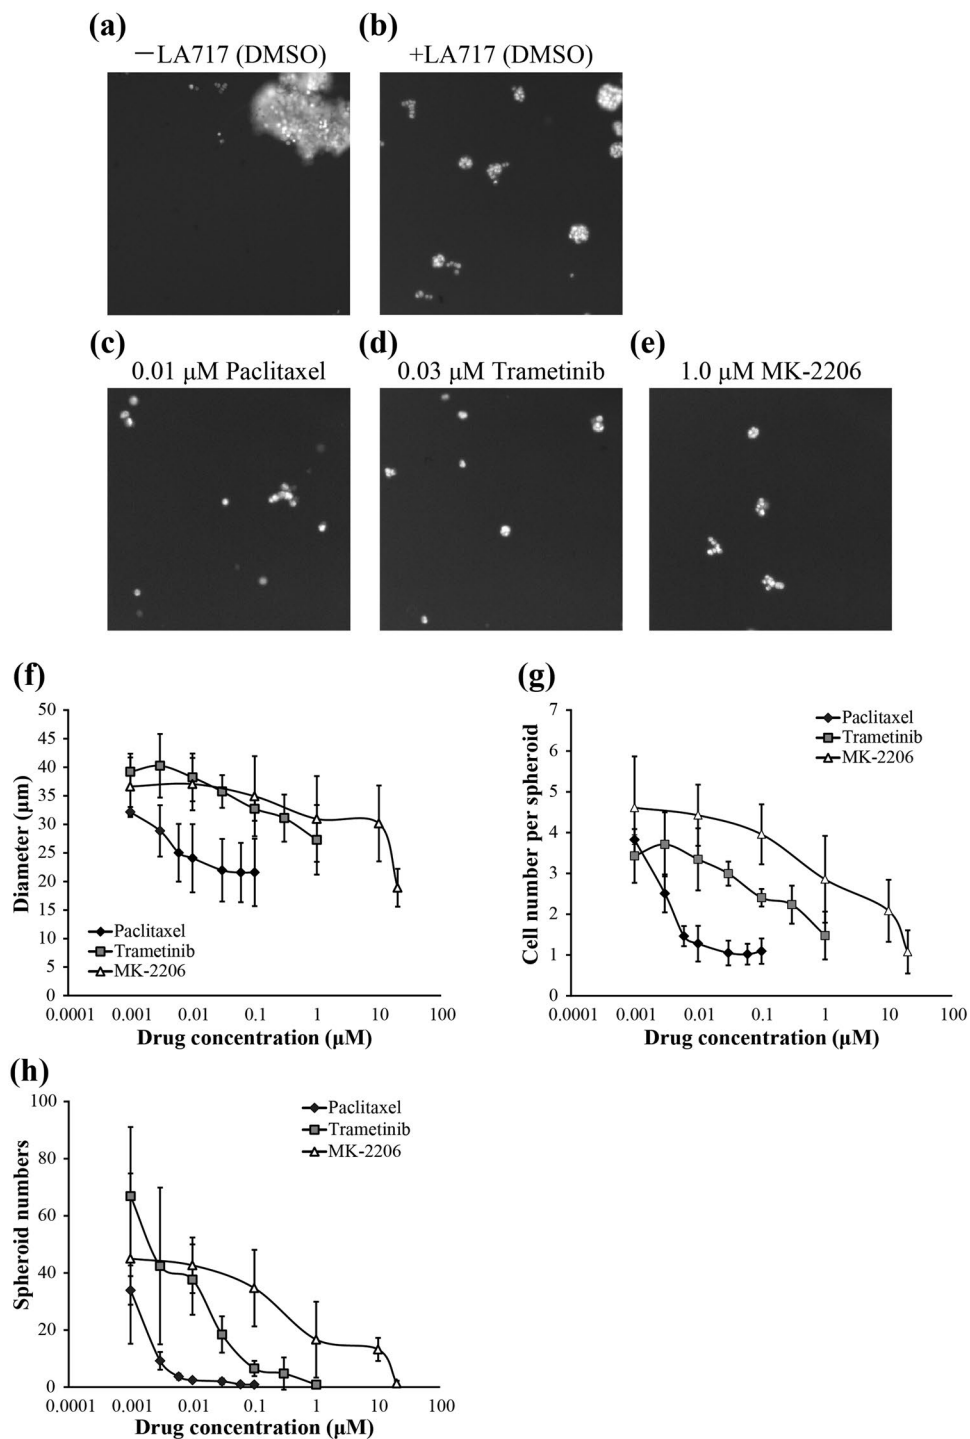 (a)
−LA717 (DMSO)
(b)
+LA717 (DMSO)
(c)
0.01 μM Paclitaxel
(d)
0.03 μM Trametinib
(e)
1.0 μM MK-2206
(f)
50
45
40
35
30
25
20
15
10
5
0
Diameter (μm)
Paclitaxel
Trametinib
MK-2206
0.0001 0.001 0.01 0.1 1 10 100
Drug concentration (μM)
(g)
7
6
5
4
3
2
1
0
Cell number per spheroid
Paclitaxel
Trametinib
MK-2206
0.0001 0.001 0.01 0.1 1 10 100
Drug concentration (μM)
(h)
100
80
60
40
20
0
Spheroid numbers
Paclitaxel
Trametinib
MK-2206
0.0001 0.001 0.01 0.1 1 10 100
Drug concentration (μM)